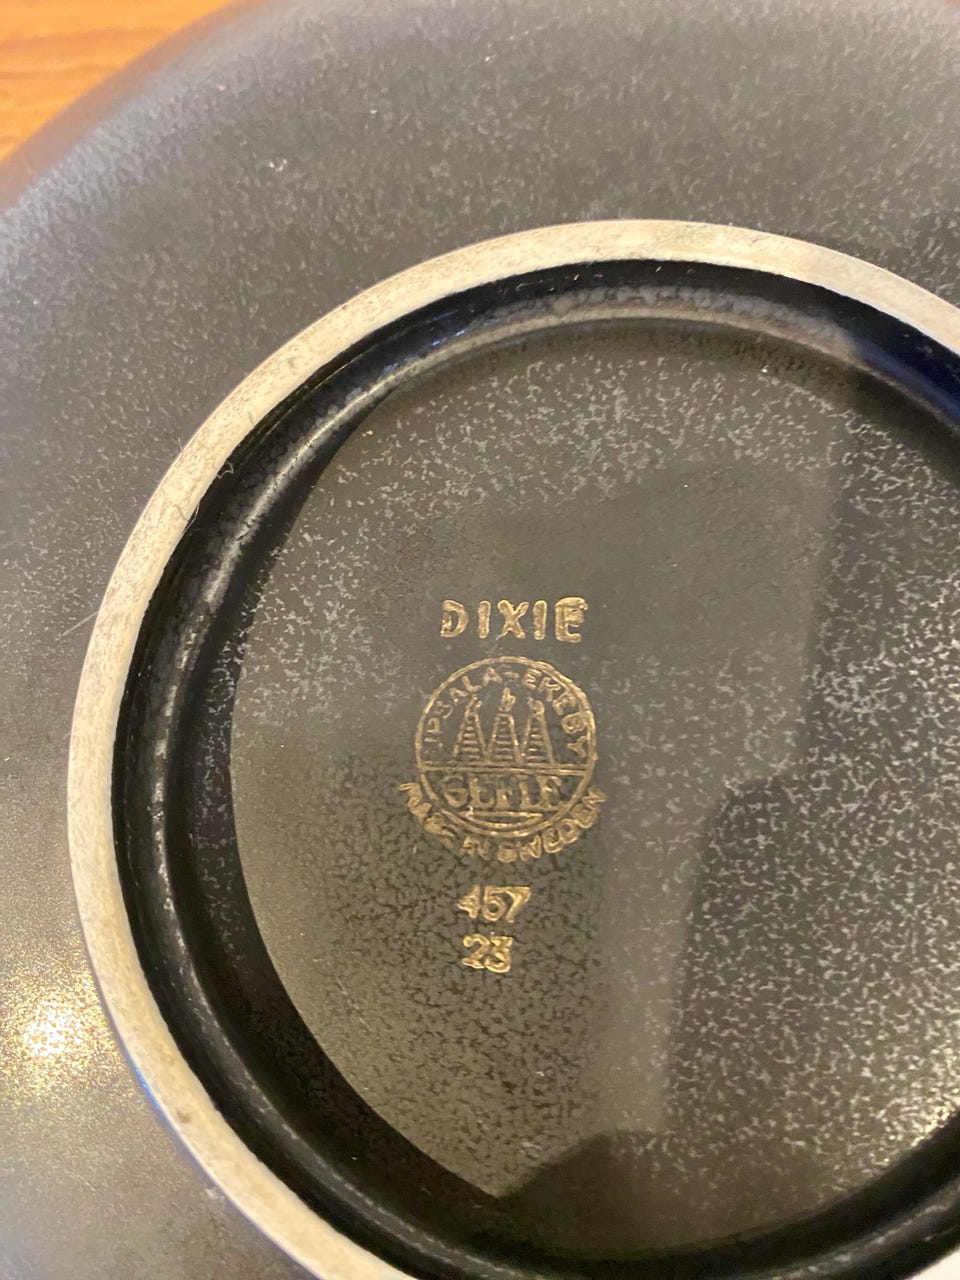 DIXIE
UPSALA-EKEBY
GEFLE
MADE IN SWEDEN
457
23